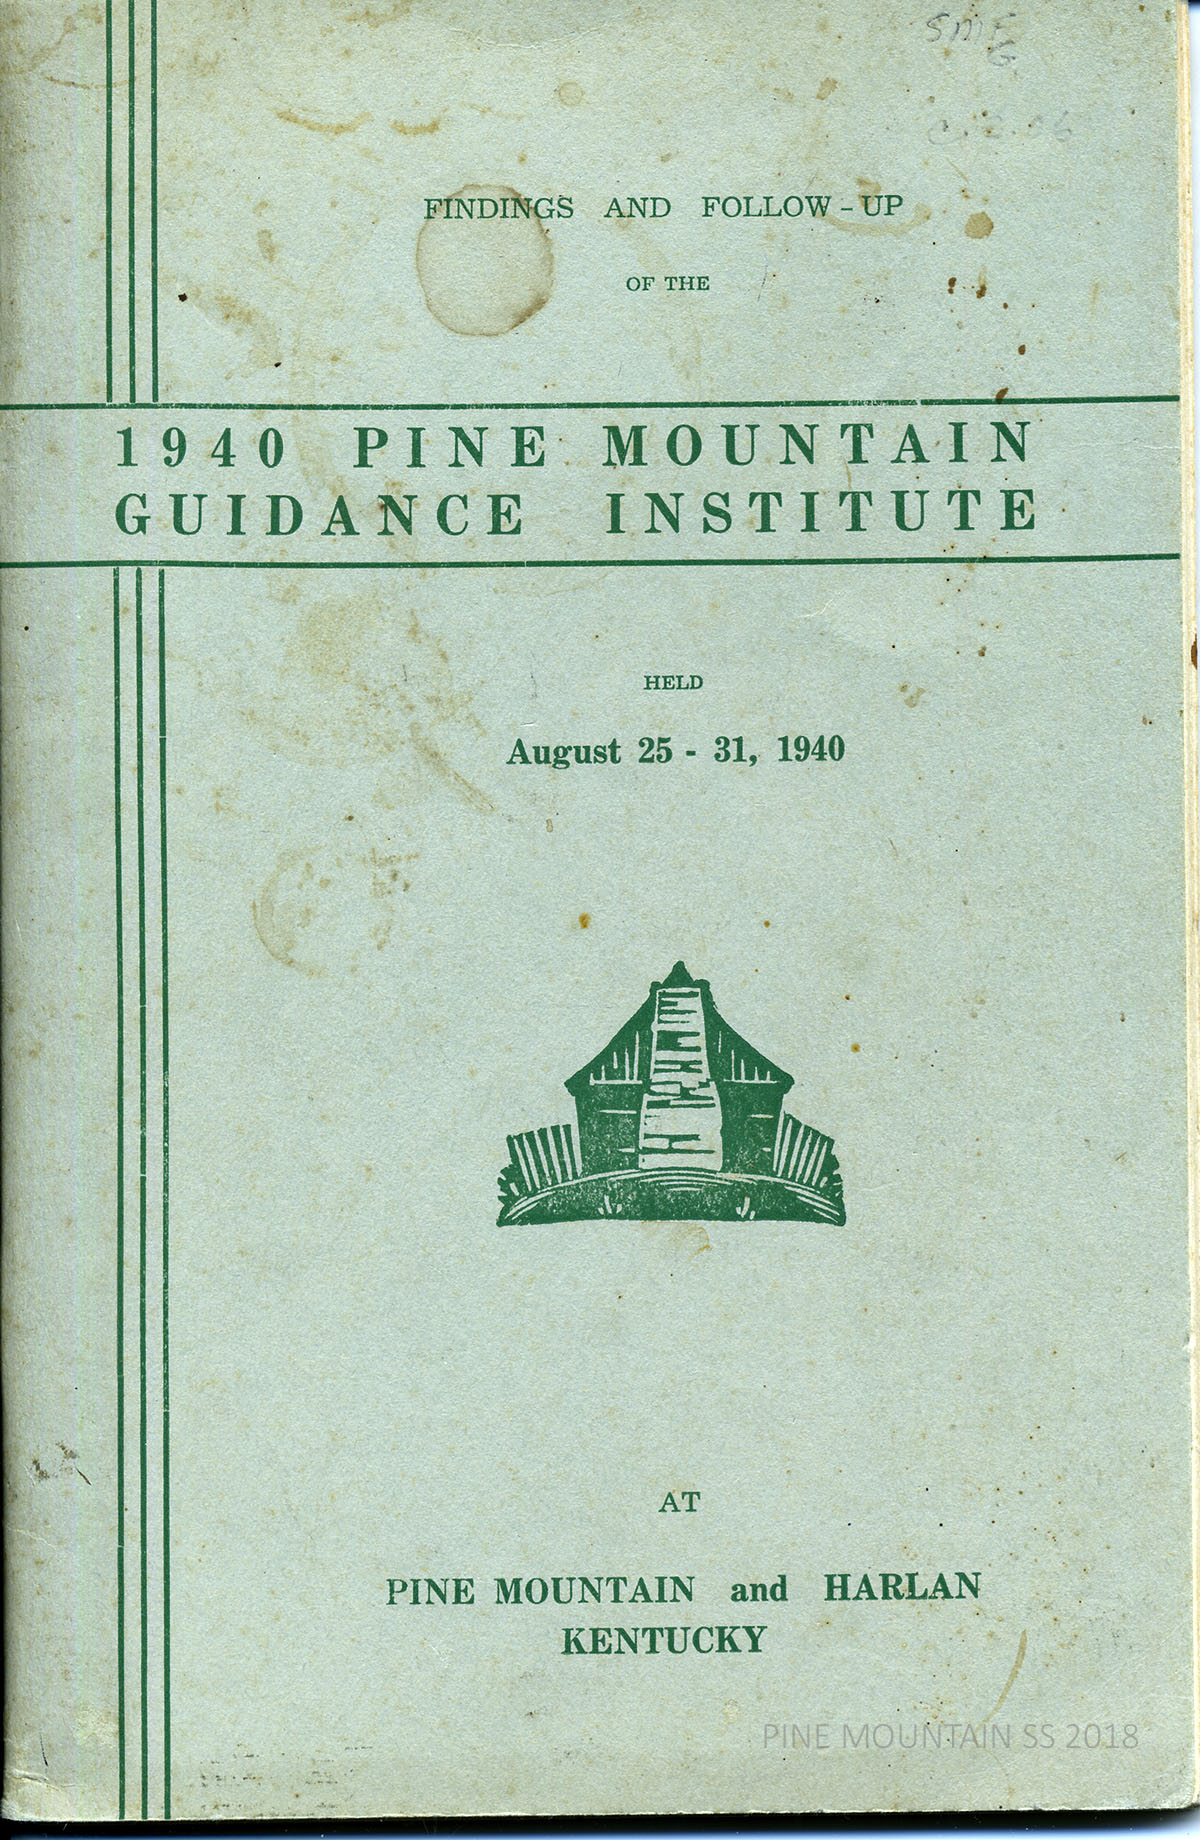 FINDINGS AND FOLLOW-UP
OF THE
1940 PINE MOUNTAIN
GUIDANCE INSTITUTE
HELD
August 25 - 31, 1940
AT
PINE MOUNTAIN and HARLAN
KENTUCKY
PINE MOUNTAIN SS 2018